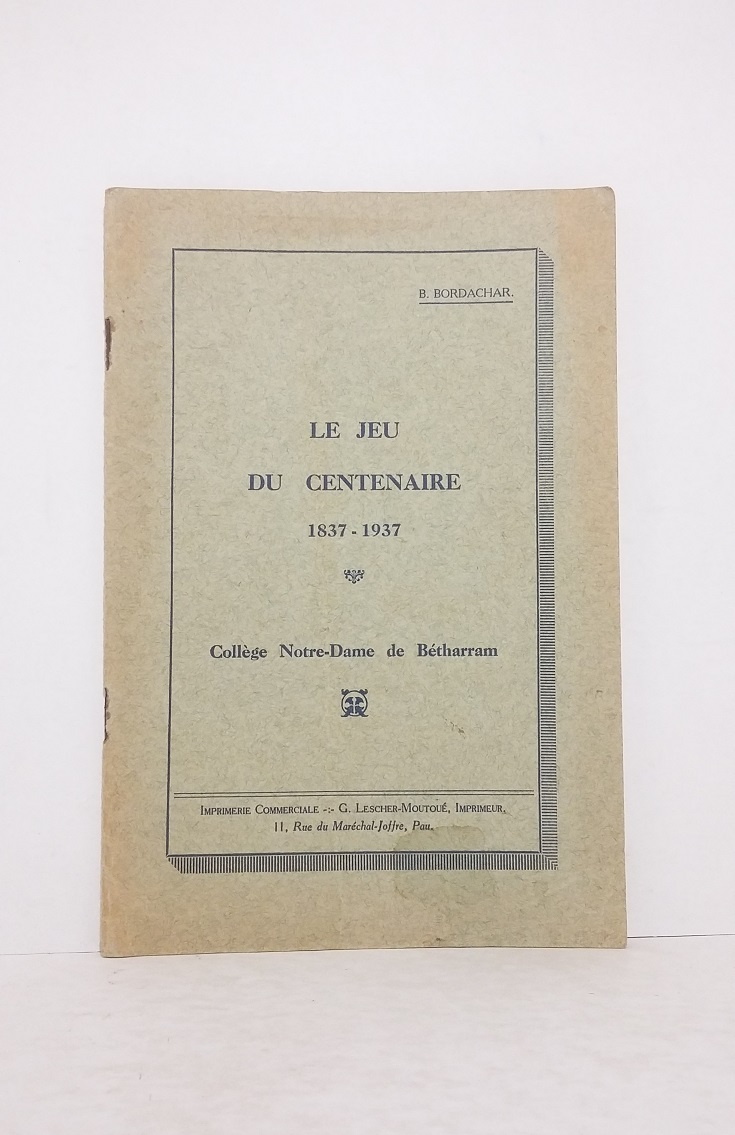 B. BORDACHAR.
LE JEU
DU CENTENAIRE
1837 - 1937
Collège Notre-Dame de Bétharram
IMPRIMERIE COMMERCIALE -:- G. LESCHER-MOUTOUÉ, IMPRIMEUR,
11, Rue du Maréchal-Joffre, Pau.